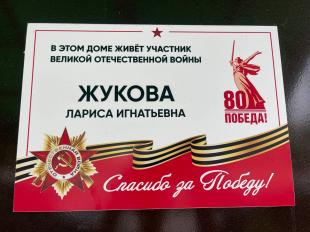 В ЭТОМ ДОМЕ ЖИВЁТ УЧАСТНИК
ВЕЛИКОЙ ОТЕЧЕСТВЕННОЙ ВОЙНЫ
ЖУКОВА
ЛАРИСА ИГНАТЬЕВНА
80
ПОБЕДА!
Спасибо за Победу!